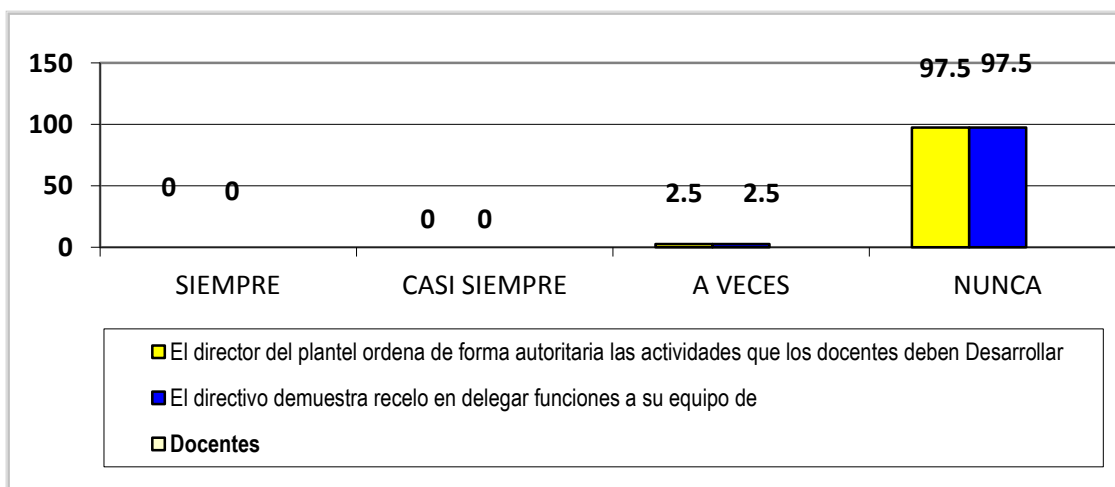 150
100
50
0
0 0
0 0
2.5 2.5
97.5 97.5
SIEMPRE CASI SIEMPRE A VECES NUNCA
El director del plantel ordena de forma autoritaria las actividades que los docentes deben Desarrollar
El directivo demuestra recelo en delegar funciones a su equipo de
Docentes